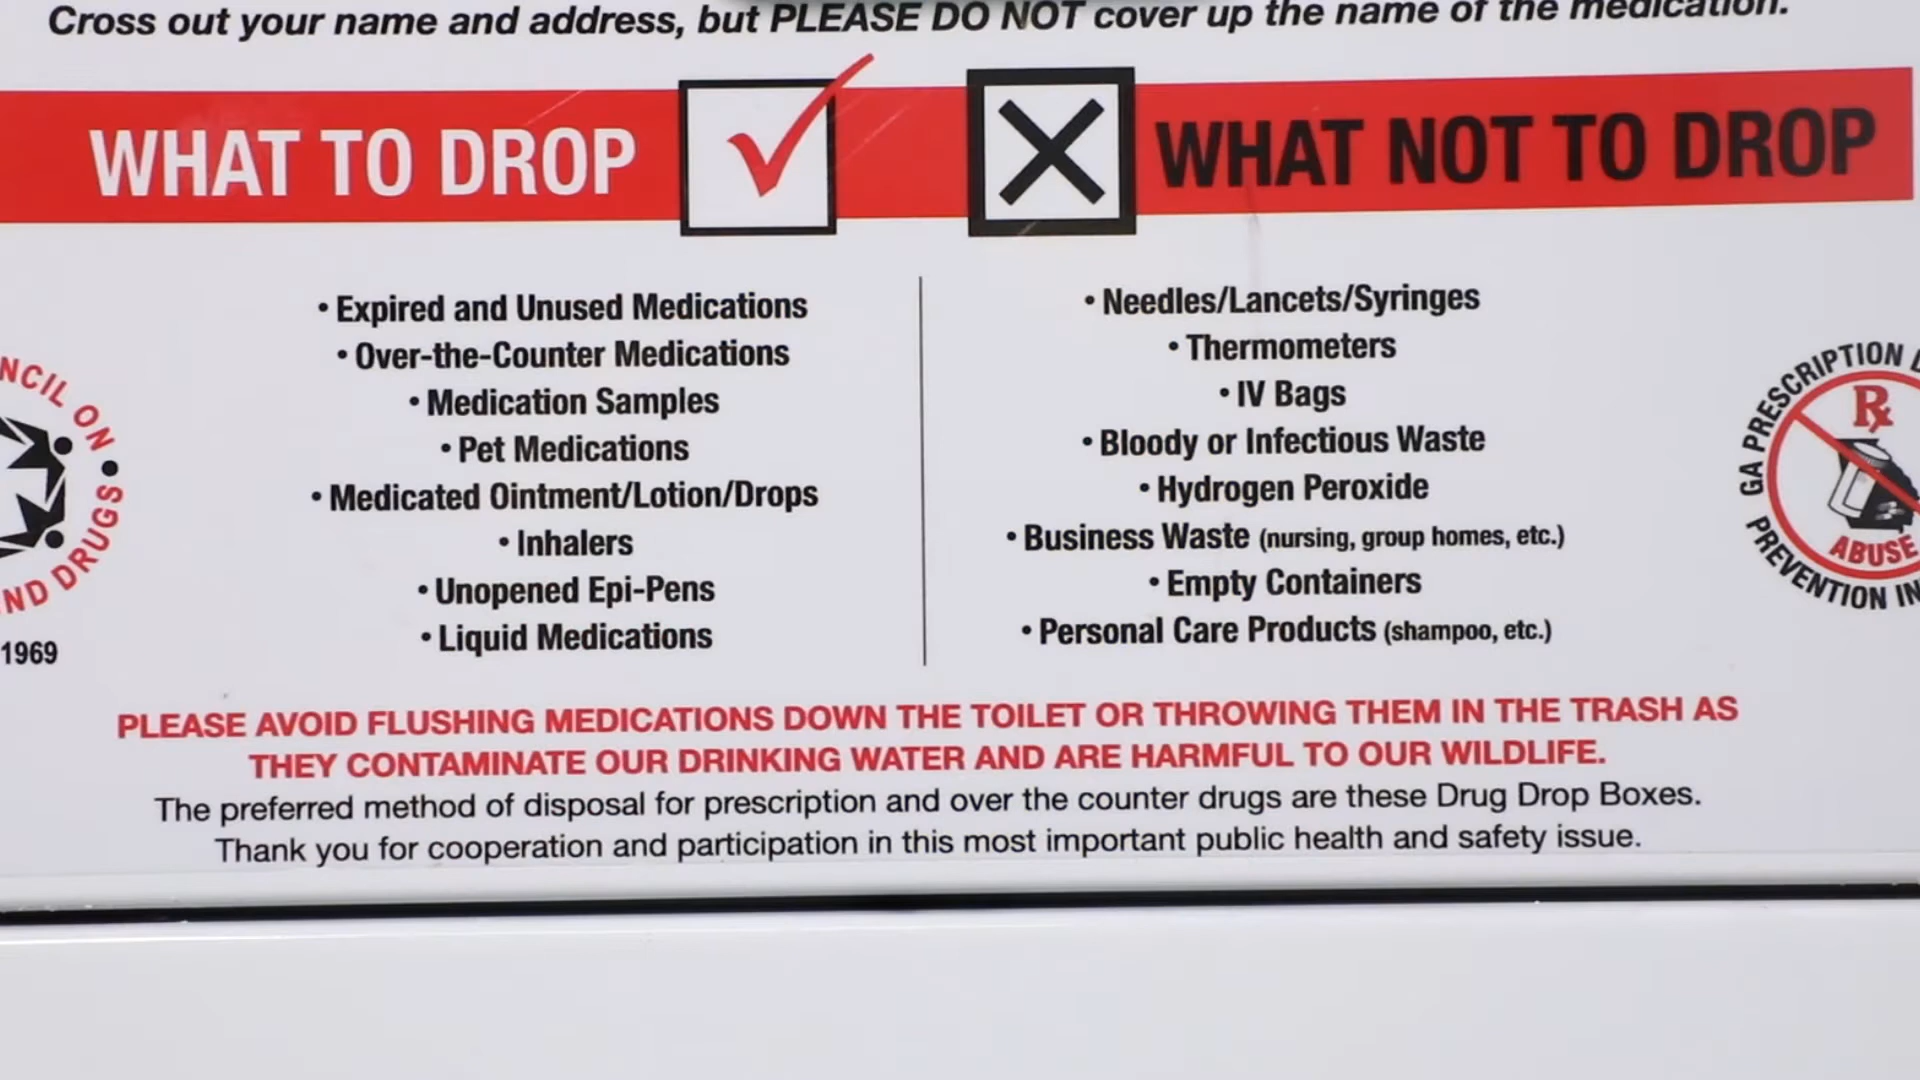 Cross out your name and address, but PLEASE DO NOT cover up the name of the medication.
WHAT TO DROP
WHAT NOT TO DROP
• Expired and Unused Medications
• Over-the-Counter Medications
• Medication Samples
• Pet Medications
• Medicated Ointment/Lotion/Drops
• Inhalers
• Unopened Epi-Pens
• Liquid Medications
• Needles/Lancets/Syringes
• Thermometers
• IV Bags
• Bloody or Infectious Waste
• Hydrogen Peroxide
• Business Waste (nursing, group homes, etc.)
• Empty Containers
• Personal Care Products (shampoo, etc.)
NCIL ON
ND DRUGS
1969
GA PRESCRIPTION
Rx
ABUSE
PREVENTION IN
PLEASE AVOID FLUSHING MEDICATIONS DOWN THE TOILET OR THROWING THEM IN THE TRASH AS
THEY CONTAMINATE OUR DRINKING WATER AND ARE HARMFUL TO OUR WILDLIFE.
The preferred method of disposal for prescription and over the counter drugs are these Drug Drop Boxes.
Thank you for cooperation and participation in this most important public health and safety issue.